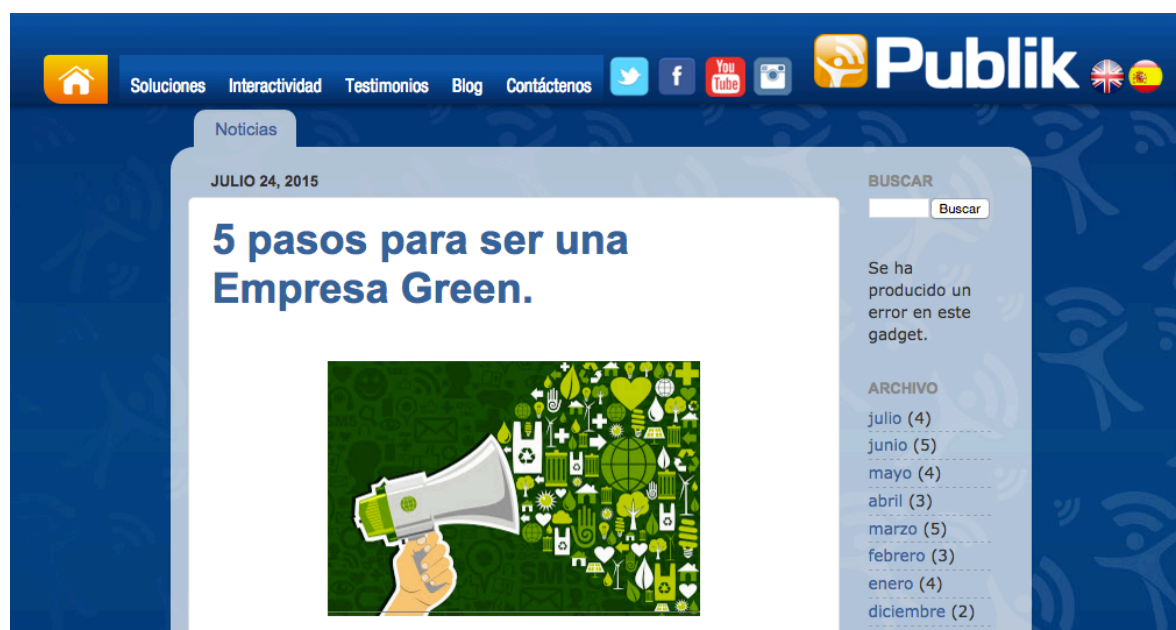 Soluciones Interactividad Testimonios Blog Contáctenos
You
Tube
Publik
Noticias
JULIO 24, 2015
5 pasos para ser una
Empresa Green.
SMS
BUSCAR
Buscar
Se ha
producido un
error en este
gadget.
ARCHIVO
julio (4)
junio (5)
mayo (4)
abril (3)
marzo (5)
febrero (3)
enero (4)
diciembre (2)